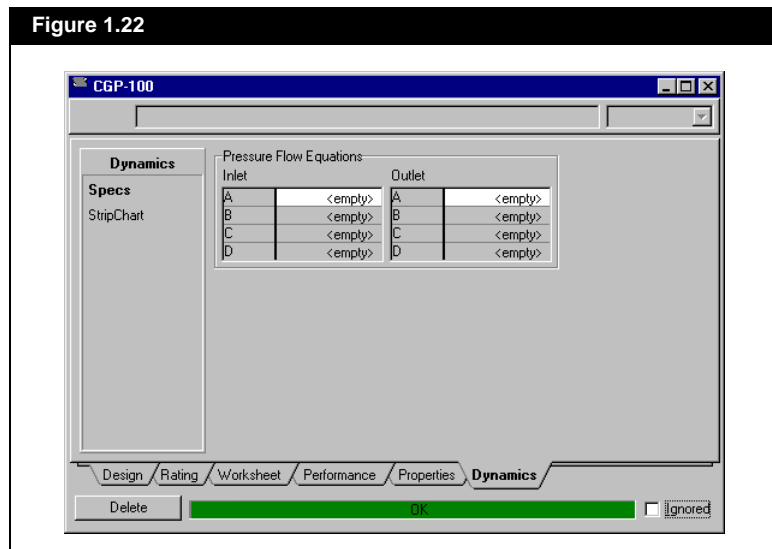 Figure 1.22
CGP-100
Dynamics
Specs
StripChart
Pressure Flow Equations
Inlet Outlet
A <empty> A <empty>
B <empty> B <empty>
C <empty> C <empty>
D <empty> D <empty>
Design Rating Worksheet Performance Properties Dynamics
Delete OK Ignored